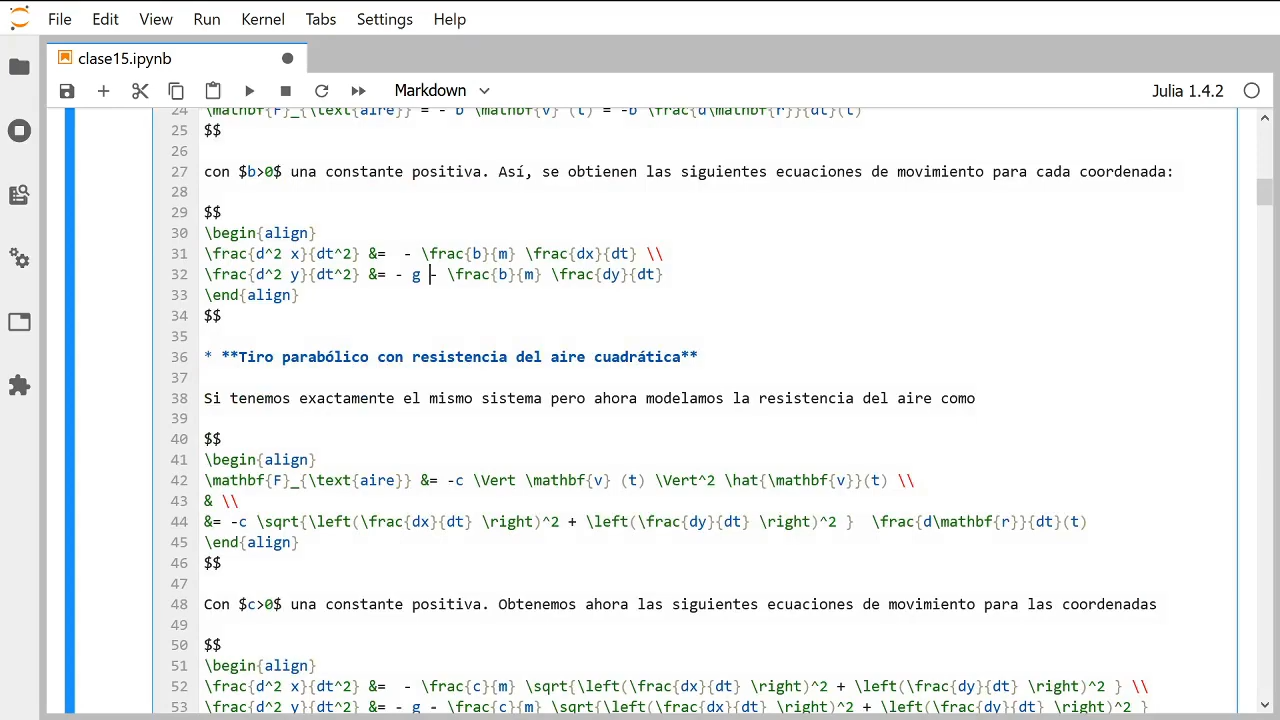 File Edit View Run Kernel Tabs Settings Help
clase15.ipynb
Markdown
Julia 1.4.2
24 \mathbf{F}_{\text{aire}} = - b \mathbf{v} (t) = -b \frac{d\mathbf{r}}{dt}(t)
25 $$
26
27 con $b>0$ una constante positiva. Así, se obtienen las siguientes ecuaciones de movimiento para cada coordenada:
28
29 $$
30 \begin{align}
31 \frac{d^2 x}{dt^2} &=  - \frac{b}{m} \frac{dx}{dt} \\
32 \frac{d^2 y}{dt^2} &= - g - \frac{b}{m} \frac{dy}{dt}
33 \end{align}
34 $$
35
36 * **Tiro parabólico con resistencia del aire cuadrática**
37
38 Si tenemos exactamente el mismo sistema pero ahora modelamos la resistencia del aire como
39
40 $$
41 \begin{align}
42 \mathbf{F}_{\text{aire}} &= -c \Vert \mathbf{v} (t) \Vert^2 \hat{\mathbf{v}}(t) \\
43 & \\
44 &= -c \sqrt{\left(\frac{dx}{dt} \right)^2 + \left(\frac{dy}{dt} \right)^2 }  \frac{d\mathbf{r}}{dt}(t)
45 \end{align}
46 $$
47
48 Con $c>0$ una constante positiva. Obtenemos ahora las siguientes ecuaciones de movimiento para las coordenadas
49
50 $$
51 \begin{align}
52 \frac{d^2 x}{dt^2} &=  - \frac{c}{m} \sqrt{\left(\frac{dx}{dt} \right)^2 + \left(\frac{dy}{dt} \right)^2 } \\
53 \frac{d^2 y}{dt^2} &= - g - \frac{c}{m} \sqrt{\left(\frac{dx}{dt} \right)^2 + \left(\frac{dy}{dt} \right)^2 }